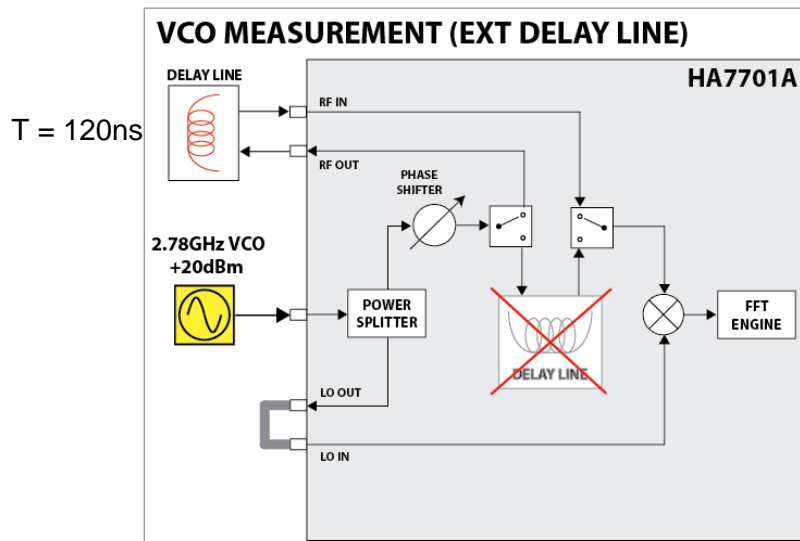 VCO MEASUREMENT (EXT DELAY LINE)
HA7701A
DELAY LINE
T = 120ns
RF IN
RF OUT
PHASE
SHIFTER
2.78GHz VCO
+20dBm
POWER
SPLITTER
DELAY LINE
FFT
ENGINE
LO OUT
LO IN